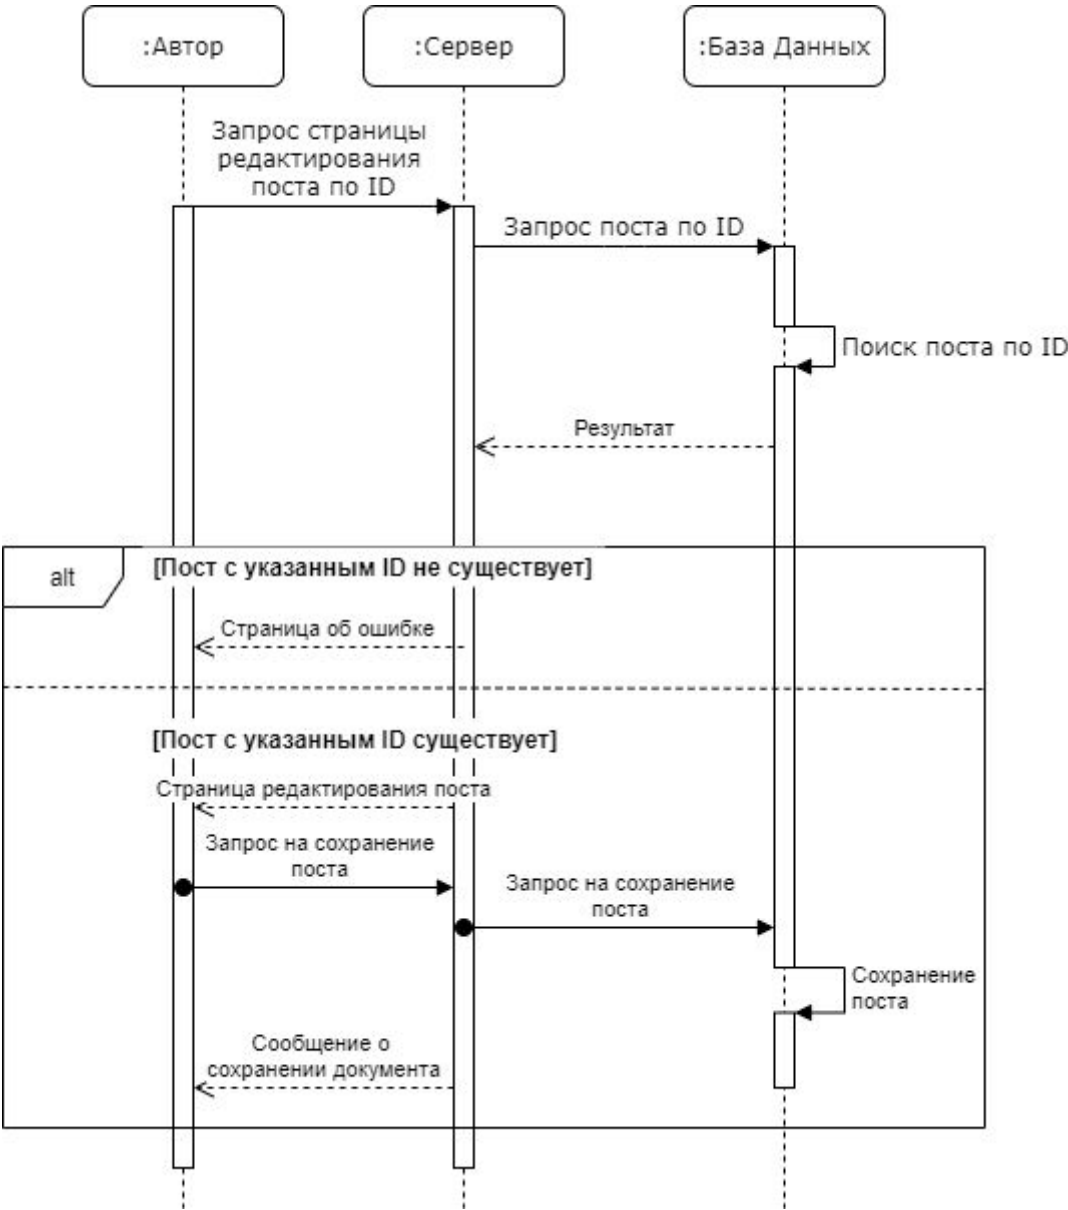 :Автор
:Сервер
:База Данных
Запрос страницы
редактирования
поста по ID
Запрос поста по ID
Поиск поста по ID
Результат
alt
[Пост с указанным ID не существует]
Страница об ошибке
[Пост с указанным ID существует]
Страница редактирования поста
Запрос на сохранение
поста
Запрос на сохранение
поста
Сохранение
поста
Сообщение о
сохранении документа